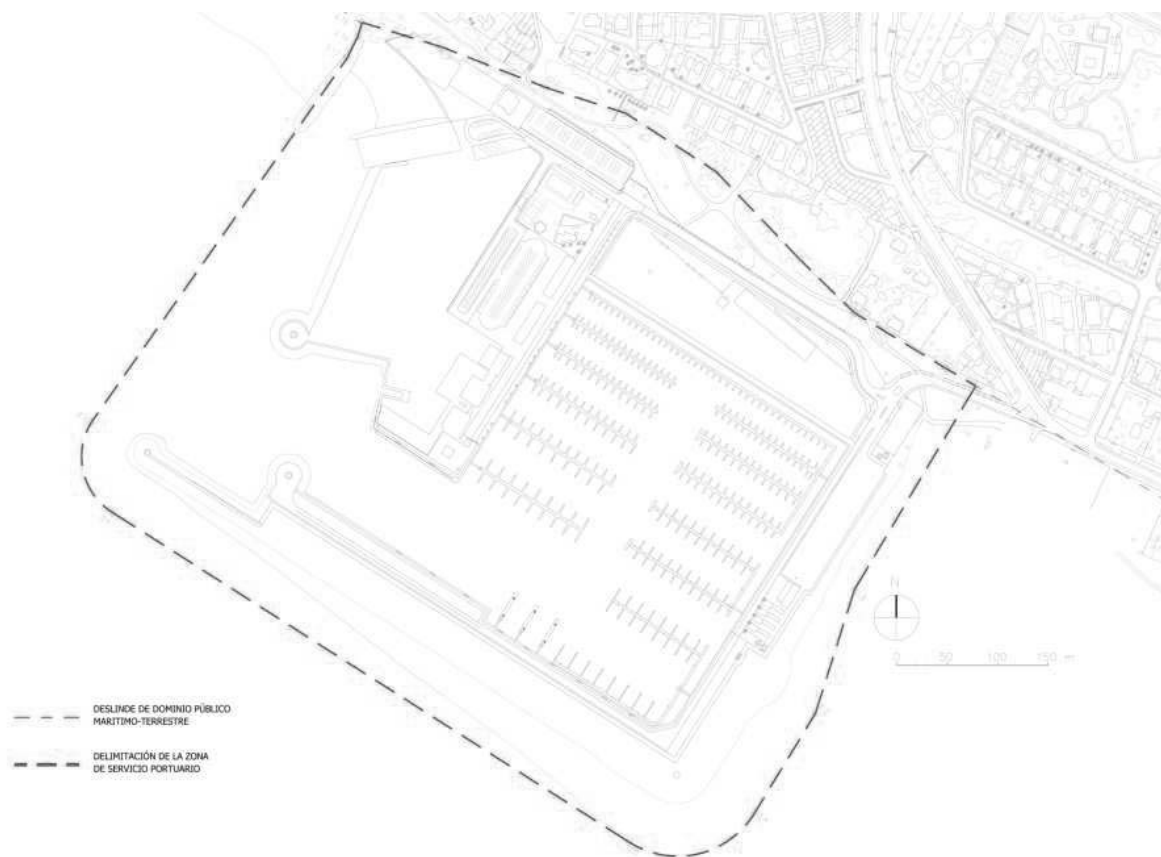 N
0 50 100 150 m
DESLINDE DE DOMINIO PÚBLICO
MARITIMO-TERRESTRE
DELIMITACIÓN DE LA ZONA
DE SERVICIO PORTUARIO